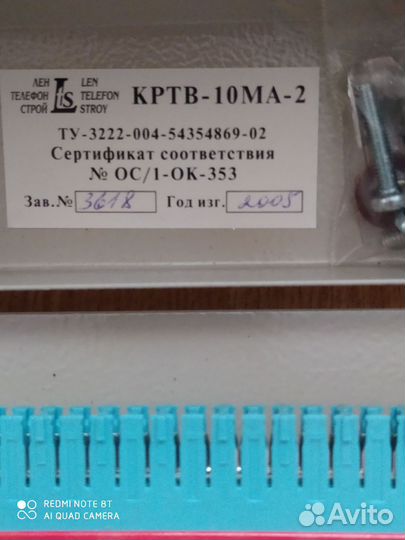 ЛЕН
ТЕЛЕФОН
СТРОЙ
Lts
LEN
TELEFON
STROY
КРТВ-10МА-2
ТУ-3222-004-54354869-02
Сертификат соответствия
№ ОС/1-ОК-353
Зав.№ 3618 Год изг. 2005
REDMI NOTE 8T
AI QUAD CAMERA
Avito